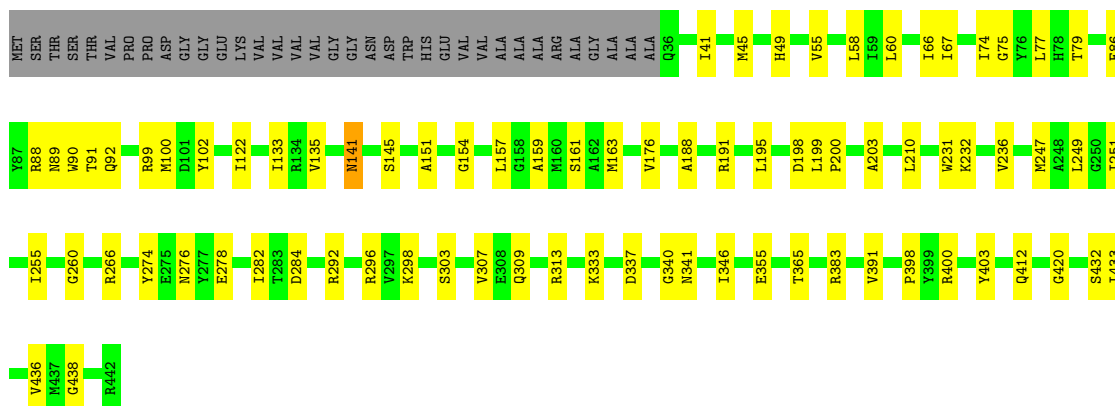 MET SER THR SER THR VAL PRO PRO ASP GLY GLY GLU LYS VAL VAL VAL VAL GLY GLY ASN ASP TRP HIS GLU VAL VAL ALA ALA ALA ARG ALA GLY ALA ALA ALA Q36 I41 M45 H49 V55 L58 I59 L60 I66 I67 I74 G75 Y76 L77 H78 T79
Y87 R88 N89 W90 T91 Q92 R99 M100 D101 Y102 I122 I133 R134 V135 N141 S145 A151 G154 L157 G158 A159 M160 S161 A162 M163 V176 A188 R191 L195 D198 L199 P200 A203 L210 W231 K232 V236 M247 A248 L249 G250
I255 G260 R266 Y274 E275 N276 Y277 E278 I282 T283 D284 R292 R296 V297 K298 S303 V307 E308 Q309 R313 K333 D337 G340 N341 I346 E355 T365 R383 V391 P398 Y399 R400 Y403 Q412 G420 S432
V436 M437 G438 R442